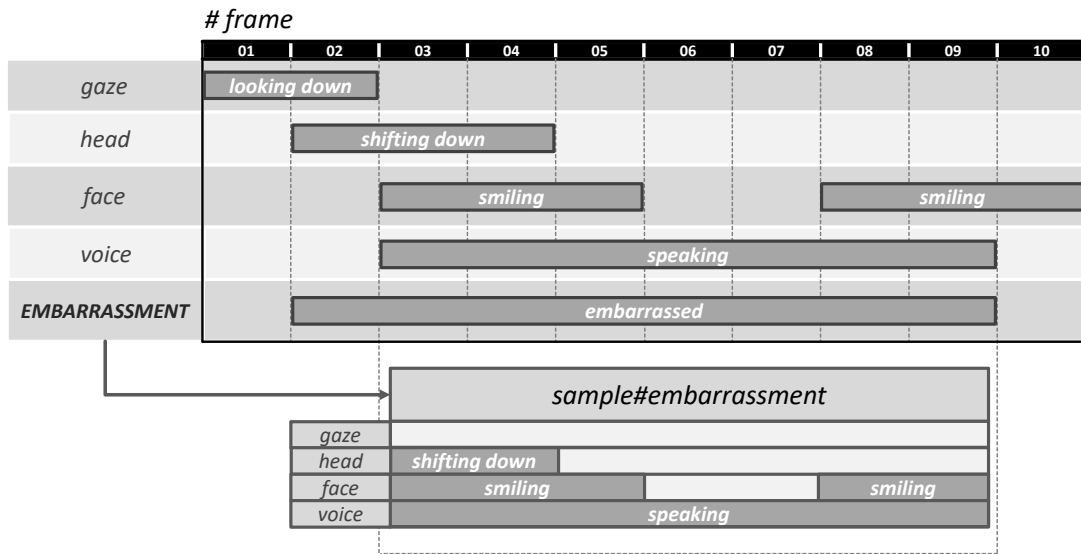 # frame
01 02 03 04 05 06 07 08 09 10
gaze looking down
head shifting down
face smiling smiling
voice speaking
EMBARRASSMENT embarrassed
sample#embarrassment
gaze
head shifting down
face smiling smiling
voice speaking